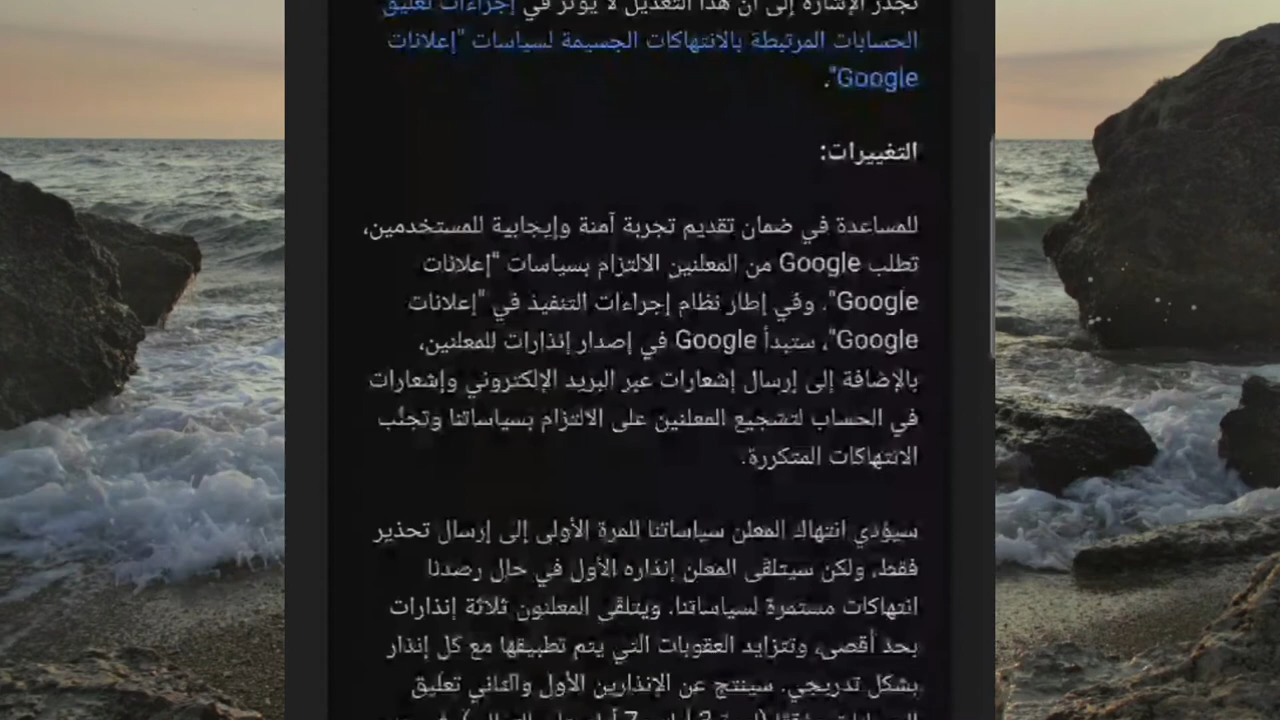 تجدر الإشارة إلى أن هذا التعديل لا يؤثر في إجراءات تعليق
الحسابات المرتبطة بالانتهاكات الجسيمة لسياسات "إعلانات
Google".
التغييرات:
للمساعدة في ضمان تقديم تجربة آمنة وإيجابية للمستخدمين،
تطلب Google من المعلنين الالتزام بسياسات "إعلانات
Google". وفي إطار نظام إجراءات التنفيذ في "إعلانات
Google"، ستبدأ Google في إصدار إنذارات للمعلنين،
بالإضافة إلى إرسال إشعارات عبر البريد الإلكتروني وإشعارات
في الحساب لتشجيع المعلنين على الالتزام بسياساتنا وتجنُّب
الانتهاكات المتكررة.
سيؤدي انتهاك المعلن سياساتنا للمرة الأولى إلى إرسال تحذير
فقط، ولكن سيتلقى المعلن إنذاره الأول في حال رصدنا
انتهاكات مستمرة لسياساتنا. ويتلقى المعلنون ثلاثة إنذارات
بحد أقصى، وتتزايد العقوبات التي يتم تطبيقها مع كل إنذار
بشكل تدريجي. سينتج عن الإنذارين الأول والثاني تعليق